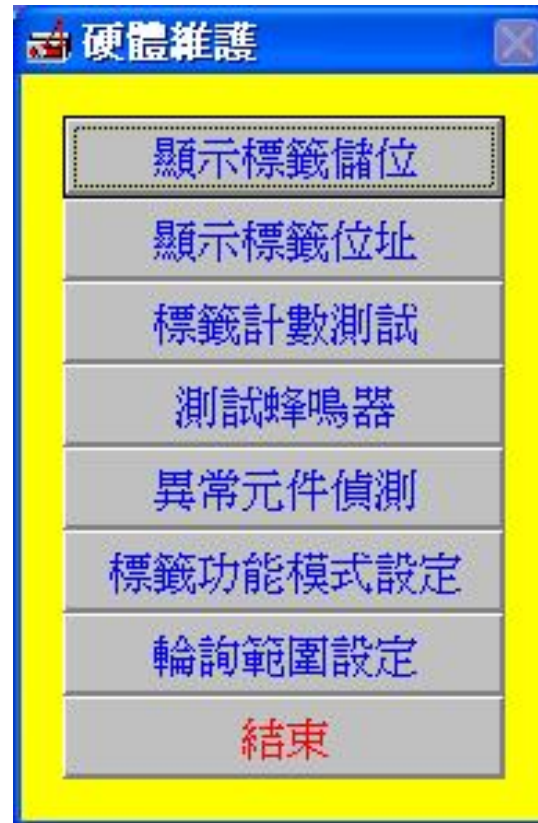 硬體維護
顯示標籤儲位
顯示標籤位址
標籤計數測試
測試蜂鳴器
異常元件偵測
標籤功能模式設定
輪詢範圍設定
結束